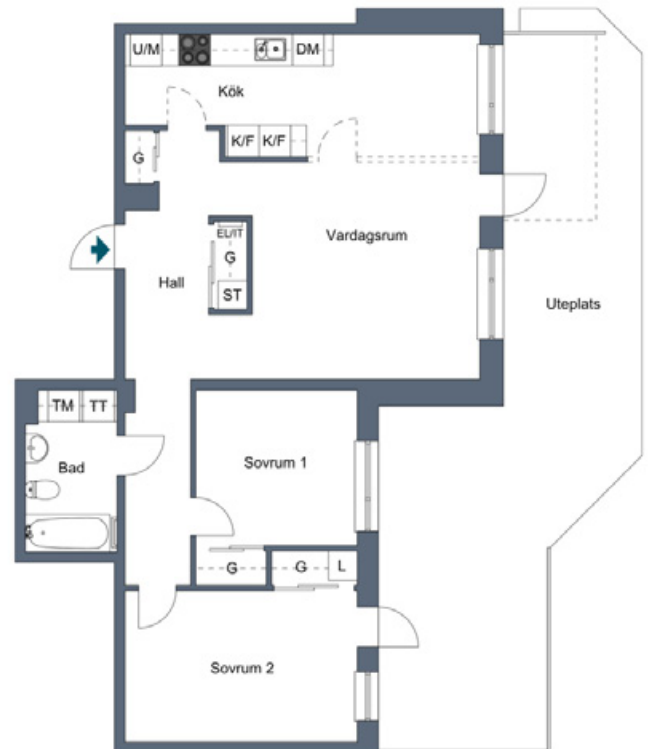 U/M
DM
Kök
K/F K/F
G
EL/IT
G
ST
Vardagsrum
Hall
Uteplats
TM TT
Bad
Sovrum 1
G
G
L
Sovrum 2